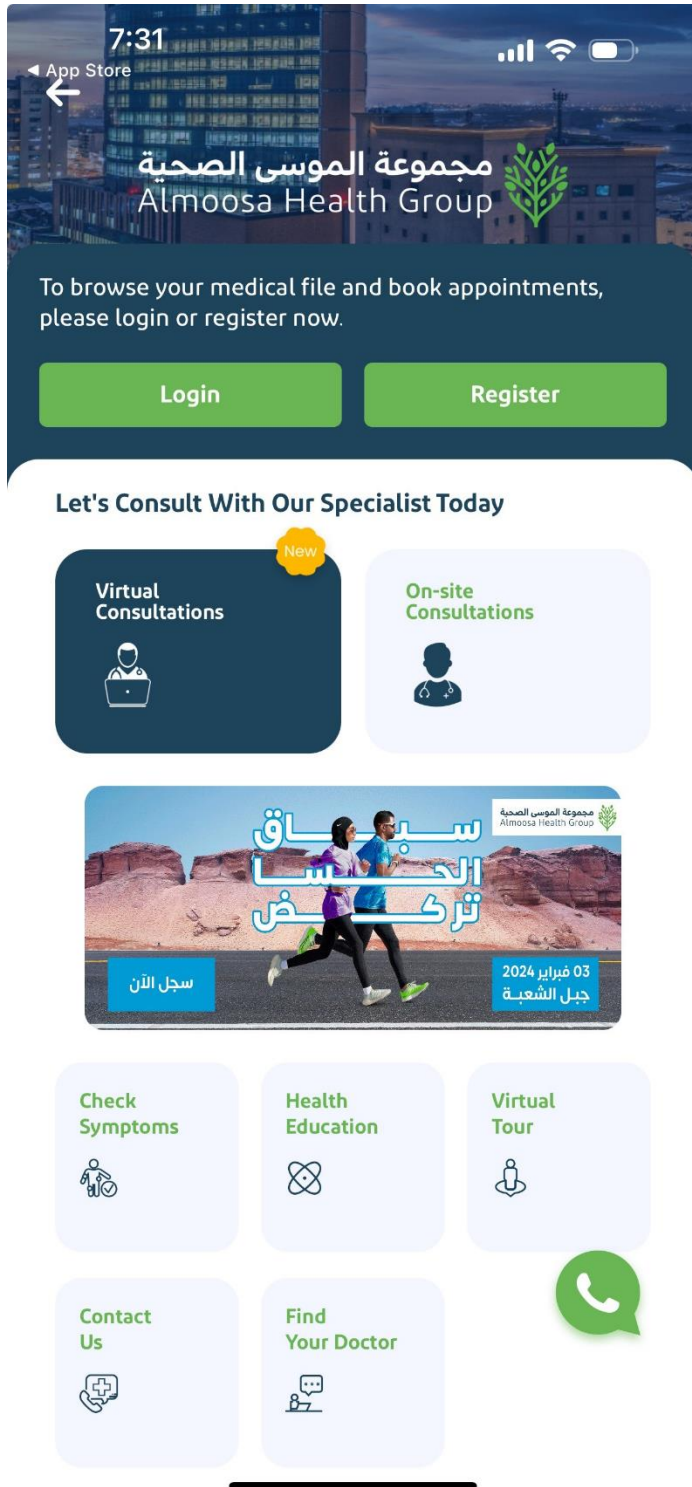 7:31
App Store
مجموعة الموسى الصحية
Almoosa Health Group
To browse your medical file and book appointments,
please login or register now.
Login
Register
Let's Consult With Our Specialist Today
New
Virtual
Consultations
On-site
Consultations
مجموعة الموسى الصحية
Almoosa Health Group
سبـــاق
الحسا
تركض
03 فبراير 2024
جبل الشعبــة
سجل الآن
Check
Symptoms
Health
Education
Virtual
Tour
Contact
Us
Find
Your Doctor